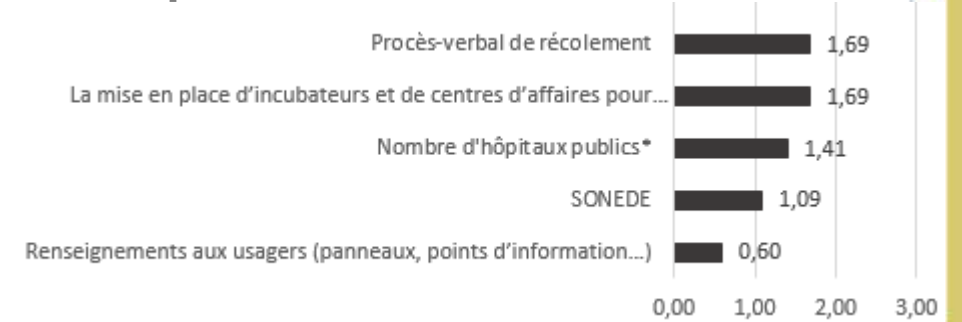 Procès-verbal de récolement 1,69
La mise en place d’incubateurs et de centres d’affaires pour... 1,69
Nombre d'hôpitaux publics* 1,41
SONEDE 1,09
Renseignements aux usagers (panneaux, points d’information...) 0,60
0,00 1,00 2,00 3,00